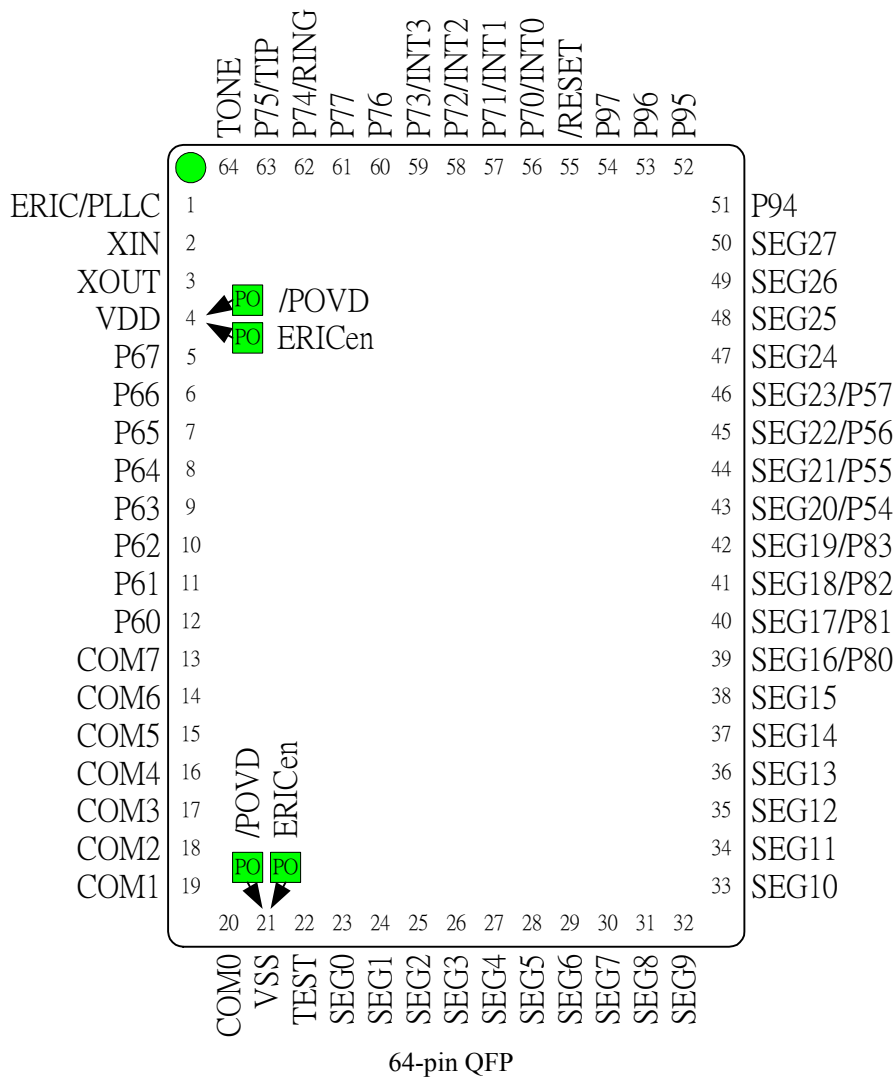 TONE
P75/TIP
P74/RING
P77
P76
P73/INT3
P72/INT2
P71/INT1
P70/INT0
/RESET
P97
P96
P95
64 63 62 61 60 59 58 57 56 55 54 53 52
ERIC/PLLC 1
51 P94
XIN 2
50 SEG27
XOUT 3
49 SEG26
PO /POVD
VDD 4
48 SEG25
PO ERICen
P67 5
47 SEG24
P66 6
46 SEG23/P57
P65 7
45 SEG22/P56
P64 8
44 SEG21/P55
P63 9
43 SEG20/P54
P62 10
42 SEG19/P83
P61 11
41 SEG18/P82
P60 12
40 SEG17/P81
COM7 13
39 SEG16/P80
COM6 14
38 SEG15
COM5 15
37 SEG14
COM4 16
36 SEG13
COM3 17
35 SEG12
COM2 18
34 SEG11
COM1 19
33 SEG10
/POVD
ERICen
PO PO
20 21 22 23 24 25 26 27 28 29 30 31 32
COM0
VSS
TEST
SEG0
SEG1
SEG2
SEG3
SEG4
SEG5
SEG6
SEG7
SEG8
SEG9
64-pin QFP